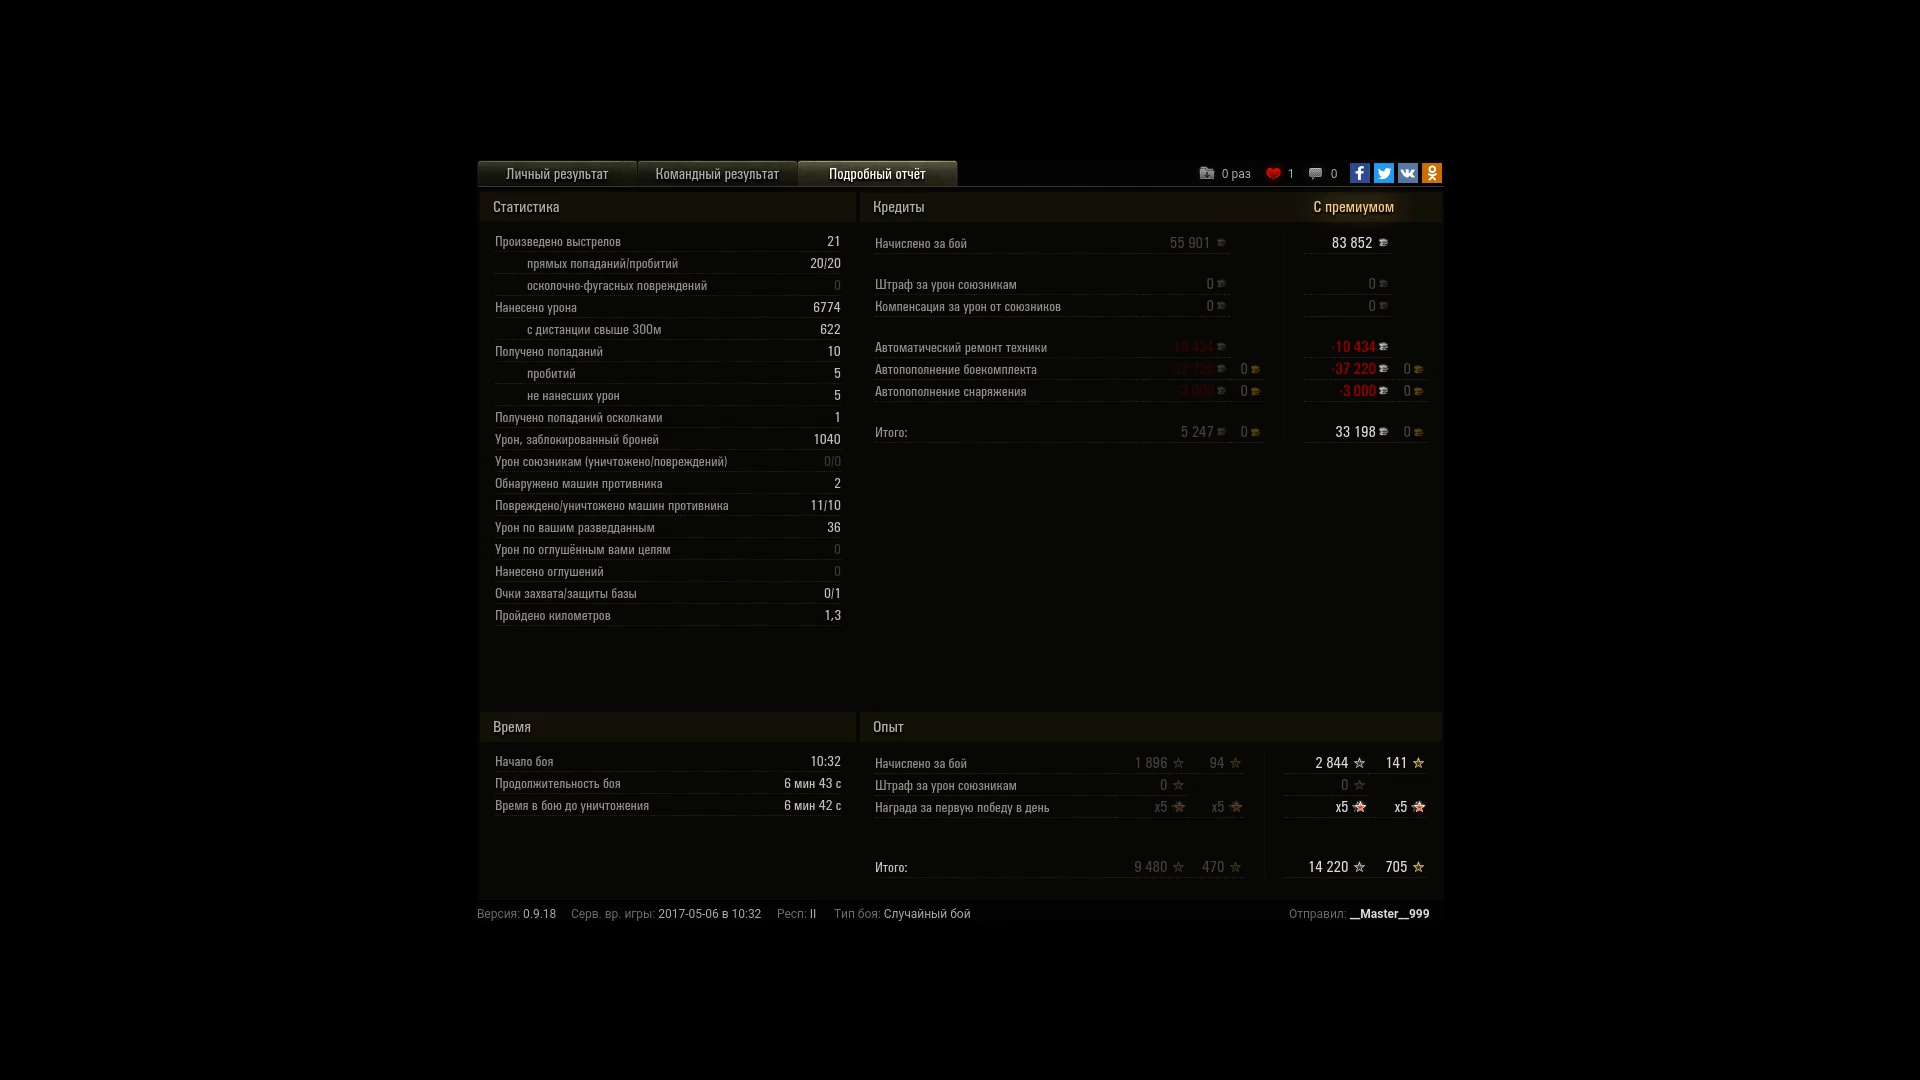 Личный результат Командный результат Подробный отчёт 0 раз 1 0
Статистика
Произведено выстрелов 21
прямых попаданий/пробитий 20/20
осколочно-фугасных повреждений 0
Нанесено урона 6774
с дистанции свыше 300м 622
Получено попаданий 10
пробитий 5
не нанесших урон 5
Получено попаданий осколками 1
Урон, заблокированный броней 1040
Урон союзникам (уничтожено/повреждений) 0/0
Обнаружено машин противника 2
Повреждено/уничтожено машин противника 11/10
Урон по вашим разведданным 36
Урон по оглушённым вами целям 0
Нанесено оглушений 0
Очки захвата/защиты базы 0/1
Пройдено километров 1,3
Кредиты С премиумом
Начислено за бой 55 901 83 852
Штраф за урон союзникам 0 0
Компенсация за урон от союзников 0 0
Автоматический ремонт техники -10 434 -10 434
Автопополнение боекомплекта -37 220 0 -37 220 0
Автопополнение снаряжения -3 000 0 -3 000 0
Итого: 5 247 0 33 198 0
Время
Начало боя 10:32
Продолжительность боя 6 мин 43 с
Время в бою до уничтожения 6 мин 42 с
Опыт
Начислено за бой 1 896 94 2 844 141
Штраф за урон союзникам 0 0
Награда за первую победу в день x5 x5 x5 x5
Итого: 9 480 470 14 220 705
Версия: 0.9.18 Серв. вр. игры: 2017-05-06 в 10:32 Респ: II Тип боя: Случайный бой Отправил: __Master__999